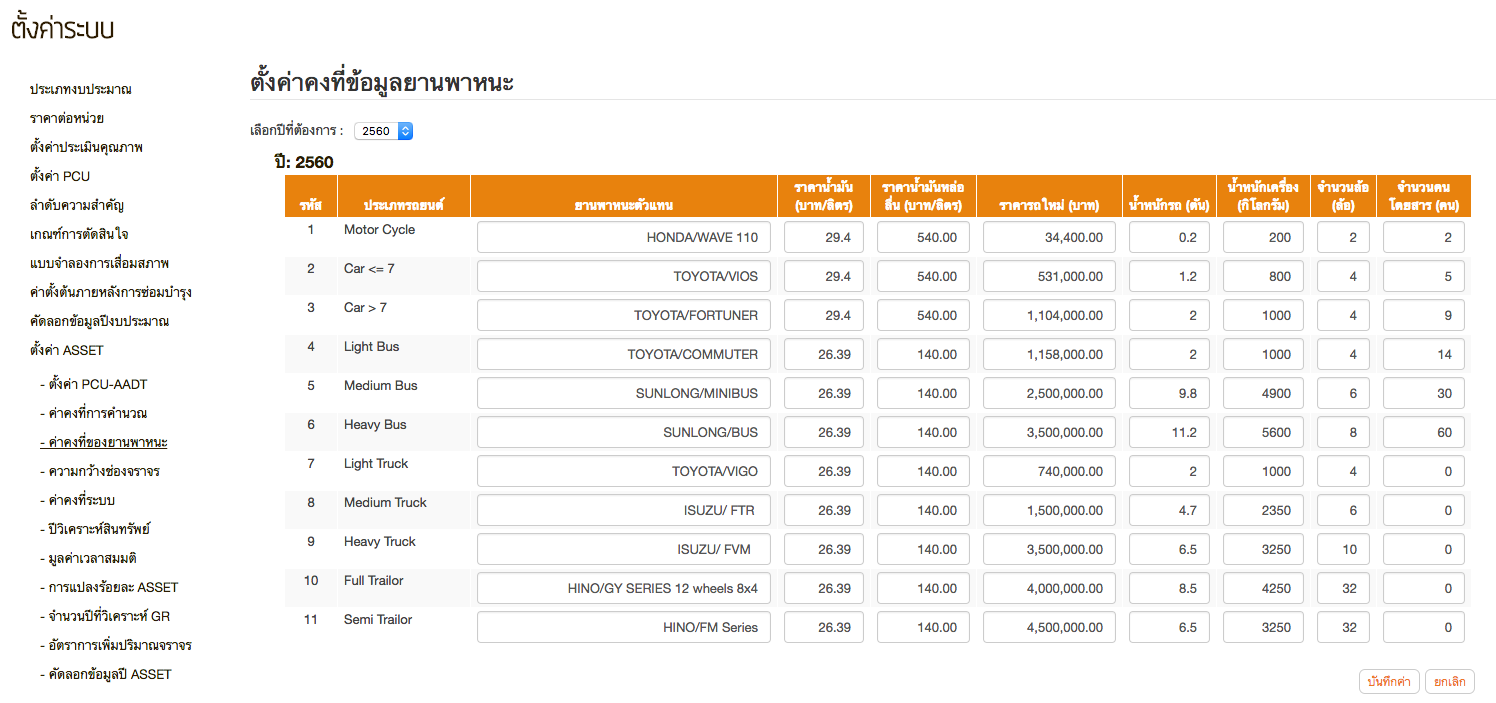 ตั้งค่าระบบ
ประเภทงบประมาณ
ราคาต่อหน่วย
ตั้งค่าประเมินคุณภาพ
ตั้งค่า PCU
ลำดับความสำคัญ
เกณฑ์การตัดสินใจ
แบบจำลองการเสื่อมสภาพ
ค่าตั้งต้นภายหลังการซ่อมบำรุง
คัดลอกข้อมูลปีงบประมาณ
ตั้งค่า ASSET
- ตั้งค่า PCU-AADT
- ค่าคงที่การคำนวณ
- ค่าคงที่ของยานพาหนะ
- ความกว้างช่องจราจร
- ค่าคงที่ระบบ
- ปีวิเคราะห์สินทรัพย์
- มูลค่าเวลาสมมติ
- การแปลงร้อยละ ASSET
- จำนวนปีที่วิเคราะห์ GR
- อัตราการเพิ่มปริมาณจราจร
- คัดลอกข้อมูลปี ASSET
ตั้งค่าคงที่ข้อมูลยานพาหนะ
เลือกปีที่ต้องการ : 2560
ปี: 2560
รหัส ประเภทรถยนต์ ยานพาหนะตัวแทน ราคาน้ำมัน (บาท/ลิตร) ราคาน้ำมันหล่อลื่น (บาท/ลิตร) ราคารถใหม่ (บาท) น้ำหนักรถ (ตัน) น้ำหนักเครื่อง (กิโลกรัม) จำนวนล้อ (ล้อ) จำนวนคนโดยสาร (คน)
1 Motor Cycle HONDA/WAVE 110 29.4 540.00 34,400.00 0.2 200 2 2
2 Car <= 7 TOYOTA/VIOS 29.4 540.00 531,000.00 1.2 800 4 5
3 Car > 7 TOYOTA/FORTUNER 29.4 540.00 1,104,000.00 2 1000 4 9
4 Light Bus TOYOTA/COMMUTER 26.39 140.00 1,158,000.00 2 1000 4 14
5 Medium Bus SUNLONG/MINIBUS 26.39 140.00 2,500,000.00 9.8 4900 6 30
6 Heavy Bus SUNLONG/BUS 26.39 140.00 3,500,000.00 11.2 5600 8 60
7 Light Truck TOYOTA/VIGO 26.39 140.00 740,000.00 2 1000 4 0
8 Medium Truck ISUZU/ FTR 26.39 140.00 1,500,000.00 4.7 2350 6 0
9 Heavy Truck ISUZU/ FVM 26.39 140.00 3,500,000.00 6.5 3250 10 0
10 Full Trailor HINO/GY SERIES 12 wheels 8x4 26.39 140.00 4,000,000.00 8.5 4250 32 0
11 Semi Trailor HINO/FM Series 26.39 140.00 4,500,000.00 6.5 3250 32 0
บันทึกค่า ยกเลิก